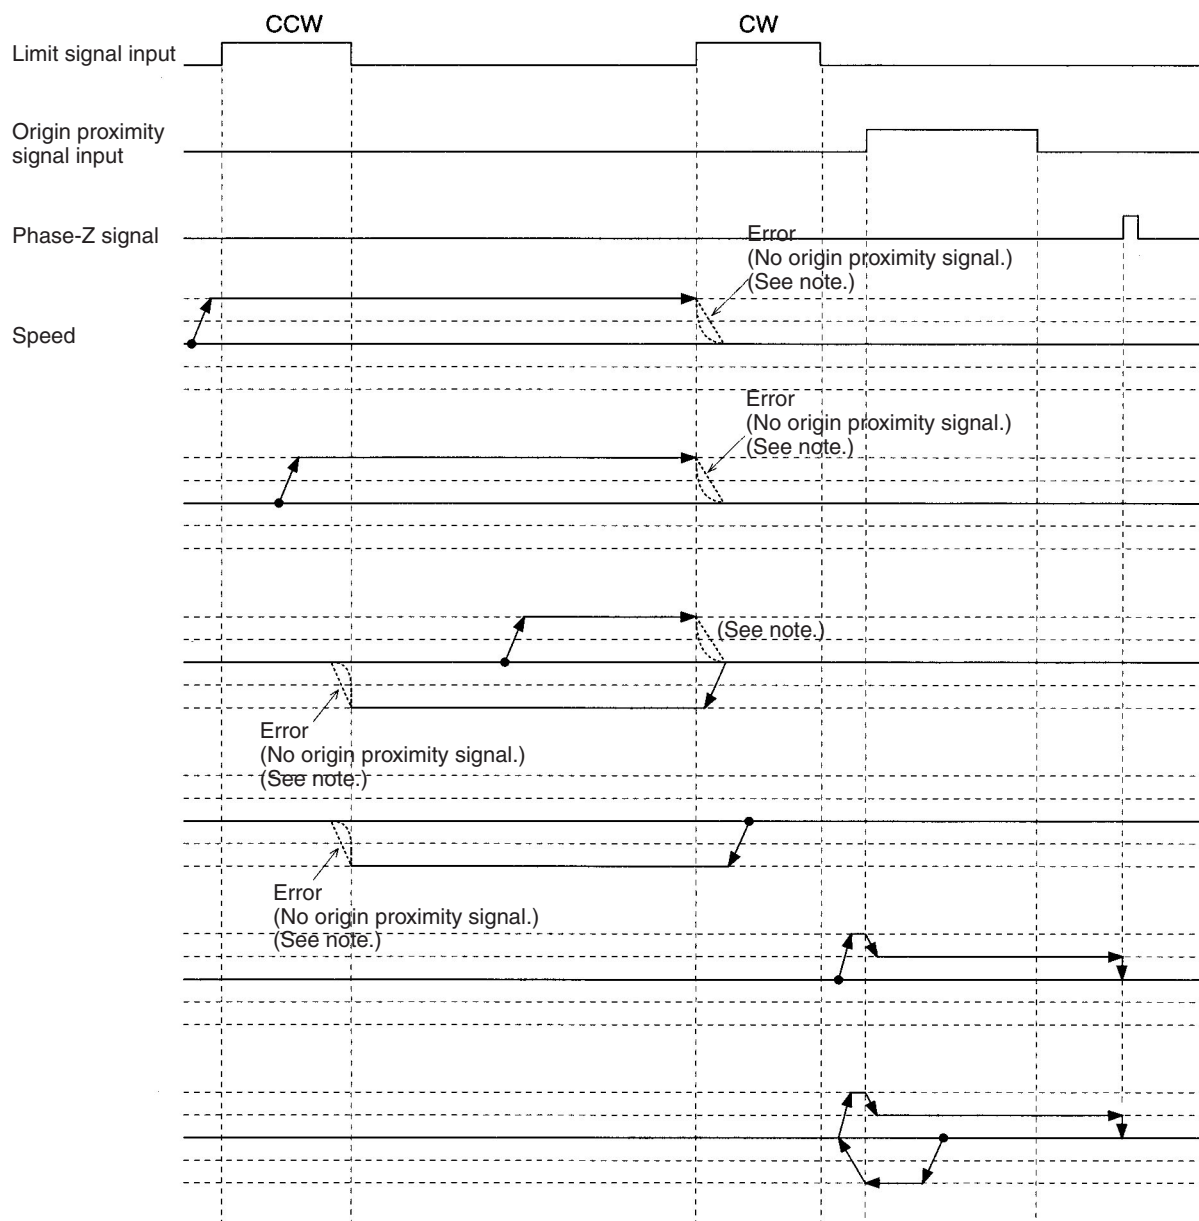 CCW
CW
Limit signal input
Origin proximity
signal input
Phase-Z signal
Error
(No origin proximity signal.)
(See note.)
Speed
Error
(No origin proximity signal.)
(See note.)
(See note.)
Error
(No origin proximity signal.)
(See note.)
Error
(No origin proximity signal.)
(See note.)